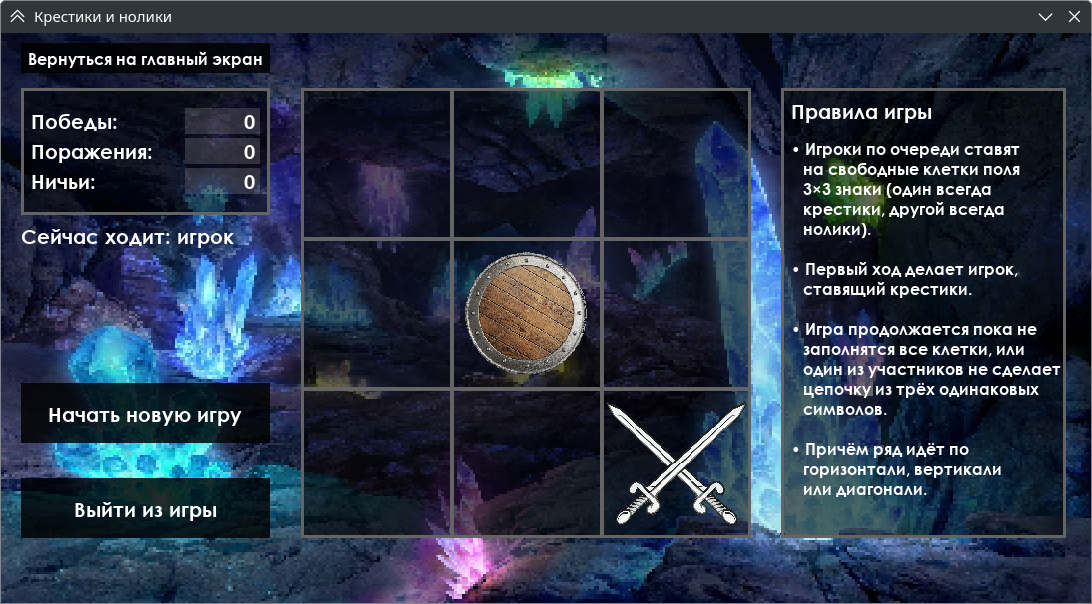 Крестики и нолики
Вернуться на главный экран
Победы: 0
Поражения: 0
Ничьи: 0
Сейчас ходит: игрок
Начать новую игру
Выйти из игры
Правила игры
• Игроки по очереди ставят
на свободные клетки поля
3×3 знаки (один всегда
крестики, другой всегда
нолики).
• Первый ход делает игрок,
ставящий крестики.
• Игра продолжается пока не
заполнятся все клетки, или
один из участников не сделает
цепочку из трёх одинаковых
символов.
• Причём ряд идёт по
горизонтали, вертикали
или диагонали.